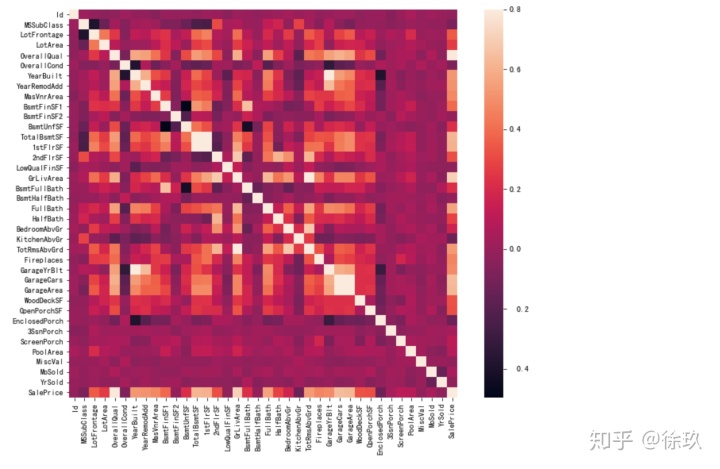 Id
MSSubClass
LotFrontage
LotArea
OverallQual
OverallCond
YearBuilt
YearRemodAdd
MasVnrArea
BsmtFinSF1
BsmtFinSF2
BsmtUnfSF
TotalBsmtSF
1stFlrSF
2ndFlrSF
LowQualFinSF
GrLivArea
BsmtFullBath
BsmtHalfBath
FullBath
HalfBath
BedroomAbvGr
KitchenAbvGr
TotRmsAbvGrd
Fireplaces
GarageYrBlt
GarageCars
GarageArea
WoodDeckSF
OpenPorchSF
EnclosedPorch
3SsnPorch
ScreenPorch
PoolArea
MiscVal
MoSold
YrSold
SalePrice
Id
MSSubClass
LotFrontage
LotArea
OverallQual
OverallCond
YearBuilt
YearRemodAdd
MasVnrArea
BsmtFinSF1
BsmtFinSF2
BsmtUnfSF
TotalBsmtSF
1stFlrSF
2ndFlrSF
LowQualFinSF
GrLivArea
BsmtFullBath
BsmtHalfBath
FullBath
HalfBath
BedroomAbvGr
KitchenAbvGr
TotRmsAbvGrd
Fireplaces
GarageYrBlt
GarageCars
GarageArea
WoodDeckSF
OpenPorchSF
EnclosedPorch
3SsnPorch
ScreenPorch
PoolArea
MiscVal
MoSold
YrSold
SalePrice
0.8
0.6
0.4
0.2
0.0
0.2
0.4
知乎 @徐玖